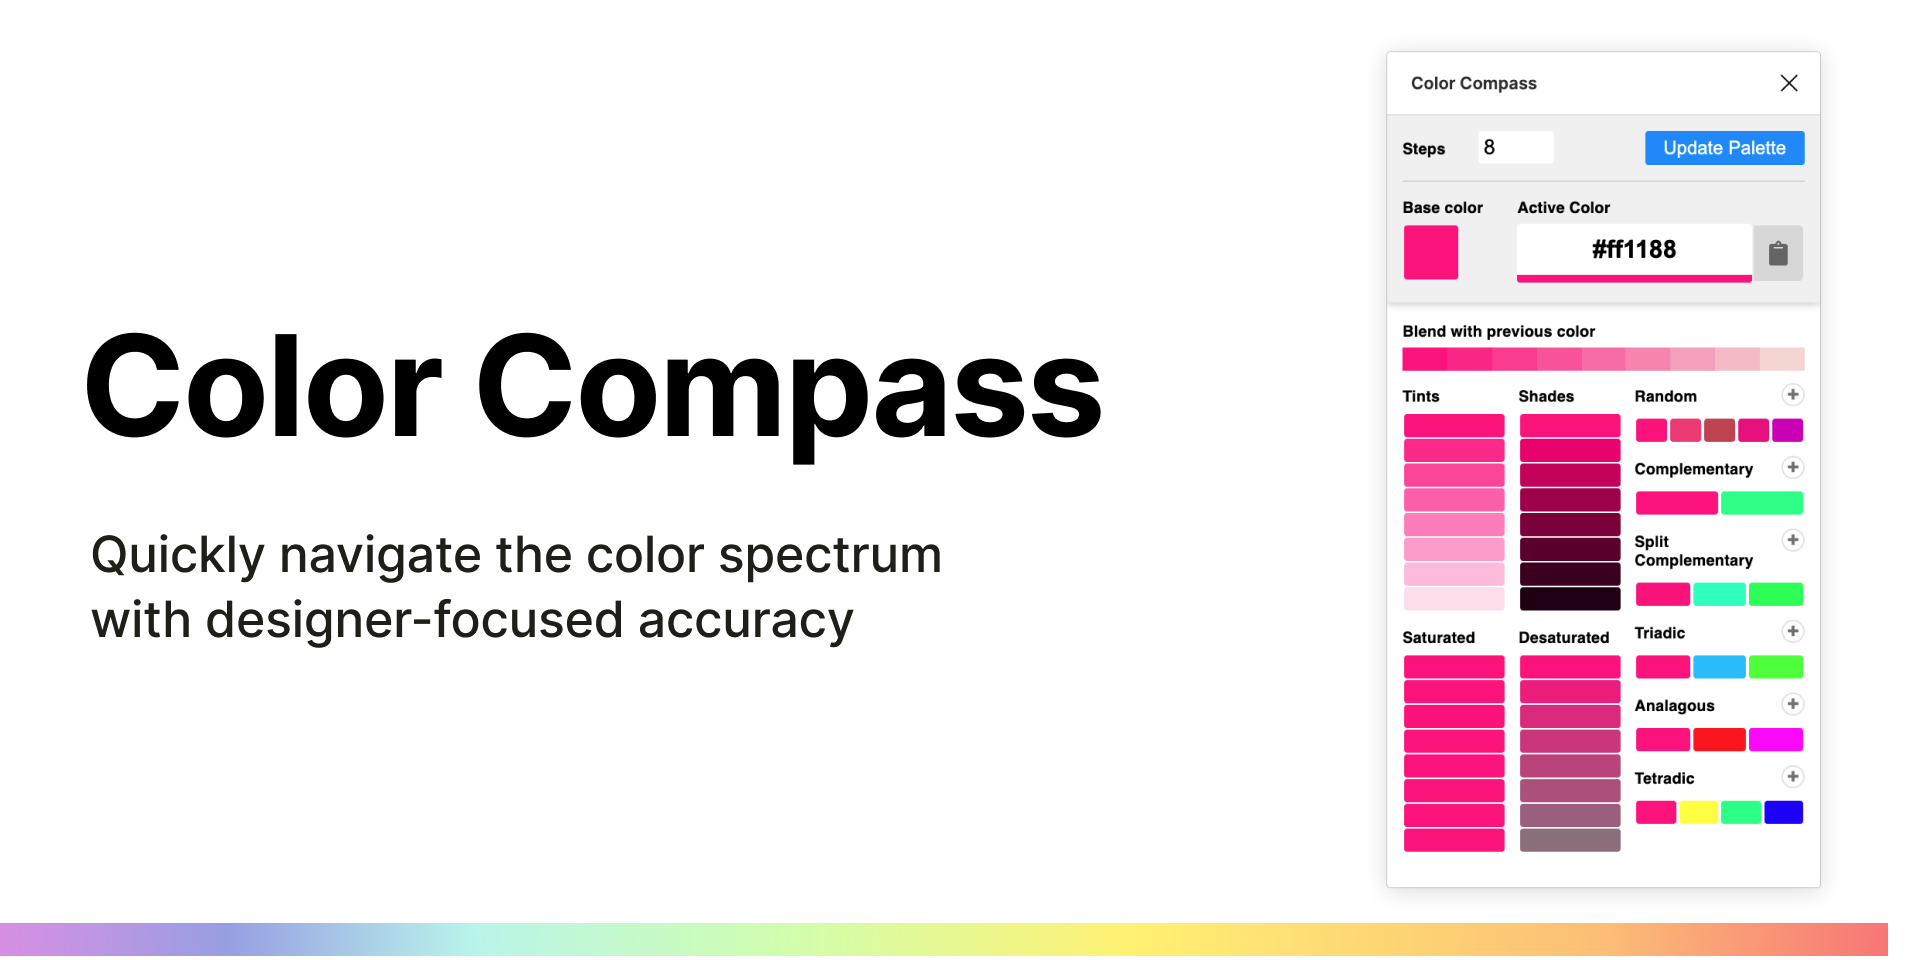 Color Compass
Quickly navigate the color spectrum
with designer-focused accuracy
Color Compass
Steps
8
Update Palette
Base color
Active Color
#ff1188
Blend with previous color
Tints
Shades
Random
Complementary
Split
Complementary
Triadic
Saturated
Desaturated
Analagous
Tetradic